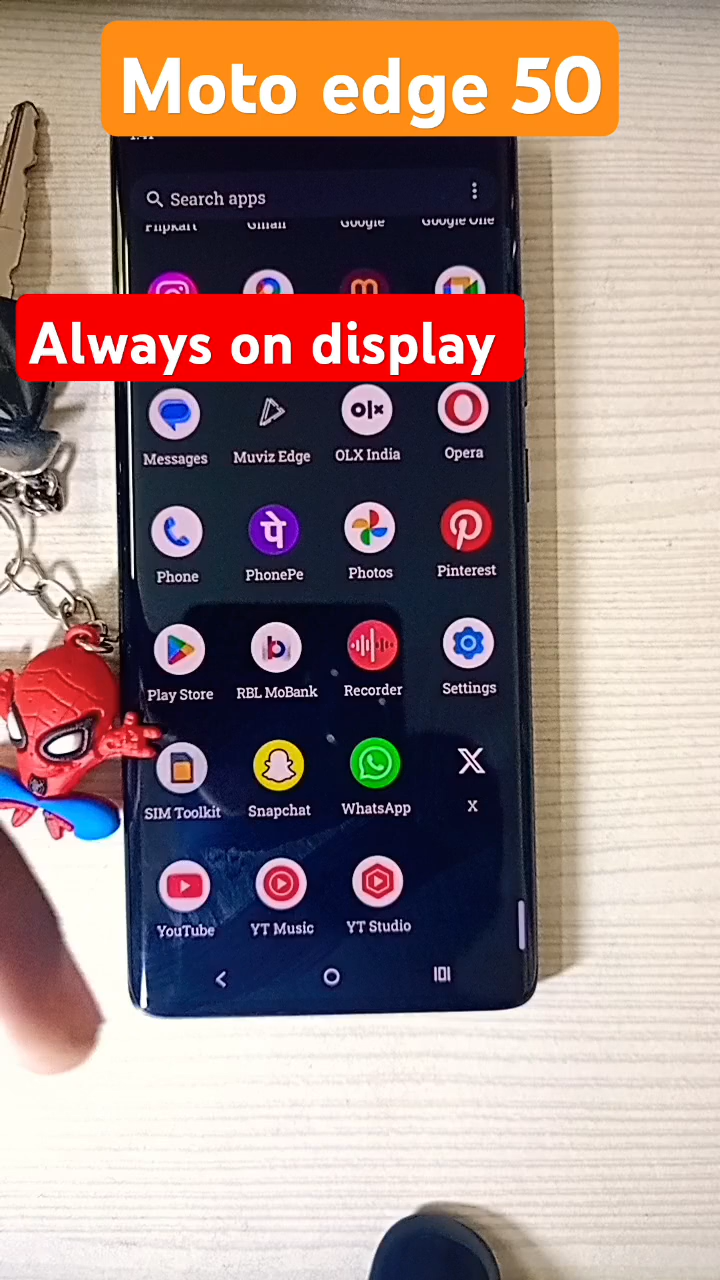 Moto edge 50
Search apps
Flipkart Gmail Google Google One
Always on display
Messages Muviz Edge OLX India Opera
Phone PhonePe Photos Pinterest
Play Store RBL MoBank Recorder Settings
SIM Toolkit Snapchat WhatsApp X
YouTube YT Music YT Studio